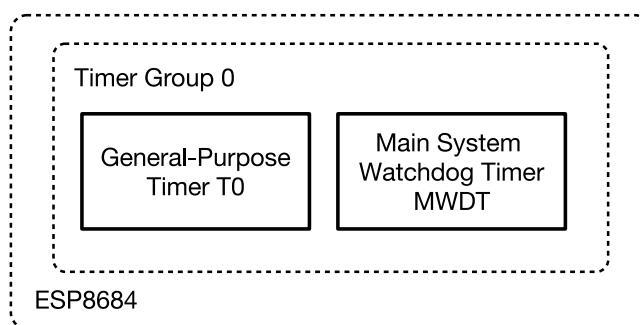 Timer Group 0
General-Purpose
Timer T0
Main System
Watchdog Timer
MWDT
ESP8684